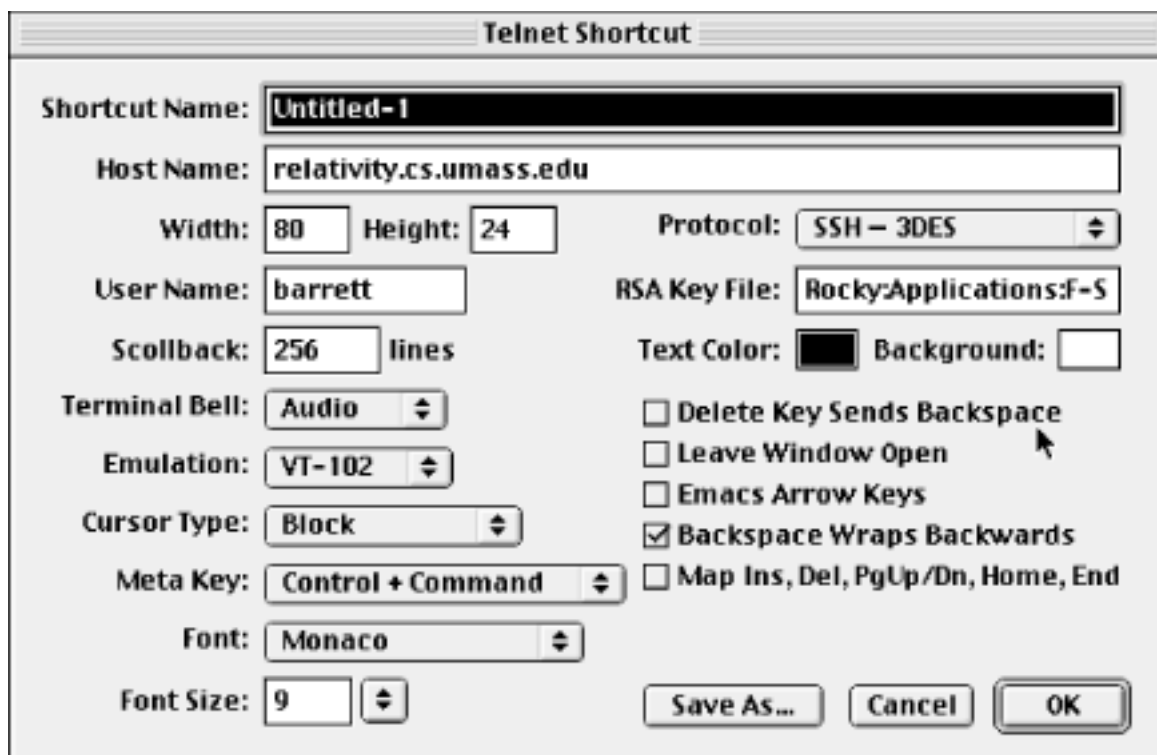 Telnet Shortcut
Shortcut Name: Untitled-1
Host Name: relativity.cs.umass.edu
Width: 80 Height: 24 Protocol: SSH – 3DES
User Name: barrett RSA Key File: Rocky:Applications:F-S
Scollback: 256 lines Text Color: Background:
Terminal Bell: Audio Delete Key Sends Backspace
Emulation: VT-102 Leave Window Open
Emacs Arrow Keys
Cursor Type: Block Backspace Wraps Backwards
Meta Key: Control + Command Map Ins, Del, PgUp/Dn, Home, End
Font: Monaco
Font Size: 9 Save As... Cancel OK